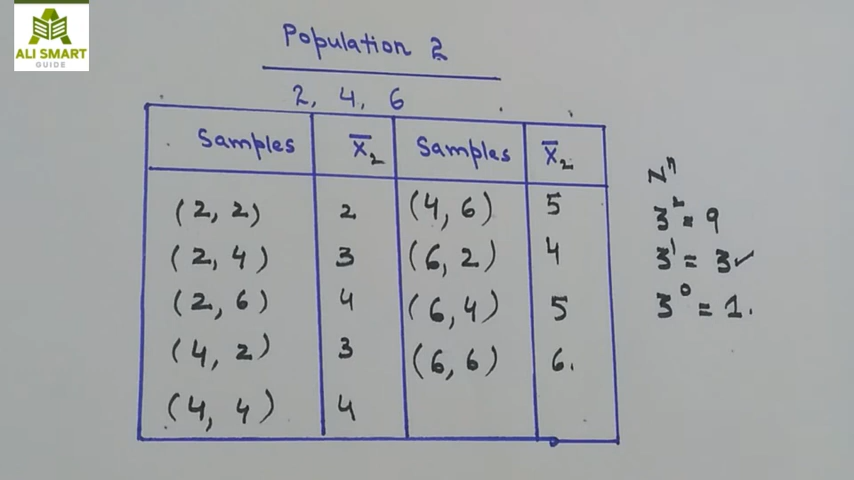 ALI SMART
GUIDE
Population 2
2, 4, 6
Samples X̅₂ Samples X̅₂
(2, 2) 2 (4, 6) 5
(2, 4) 3 (6, 2) 4
(2, 6) 4 (6, 4) 5
(4, 2) 3 (6, 6) 6.
(4, 4) 4
Nⁿ
3² = 9
3¹ = 3✓
3⁰ = 1.